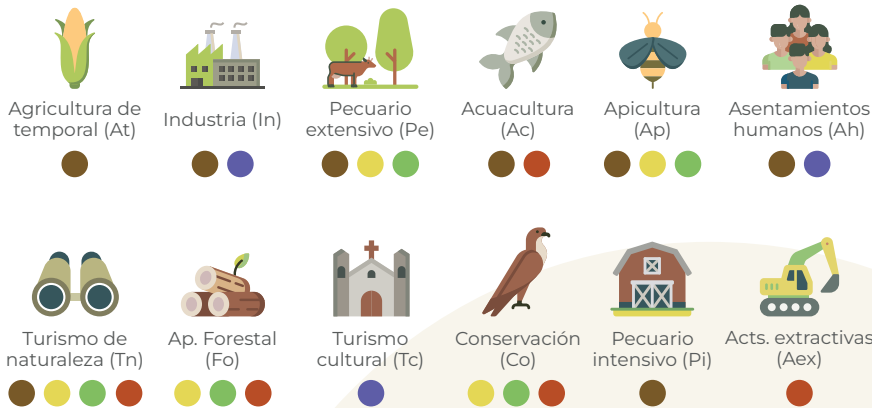 Agricultura de
temporal (At)
Industria (In)
Pecuario
extensivo (Pe)
Acuacultura
(Ac)
Apicultura
(Ap)
Asentamientos
humanos (Ah)
Turismo de
naturaleza (Tn)
Ap. Forestal
(Fo)
Turismo
cultural (Tc)
Conservación
(Co)
Pecuario
intensivo (Pi)
Acts. extractivas
(Aex)